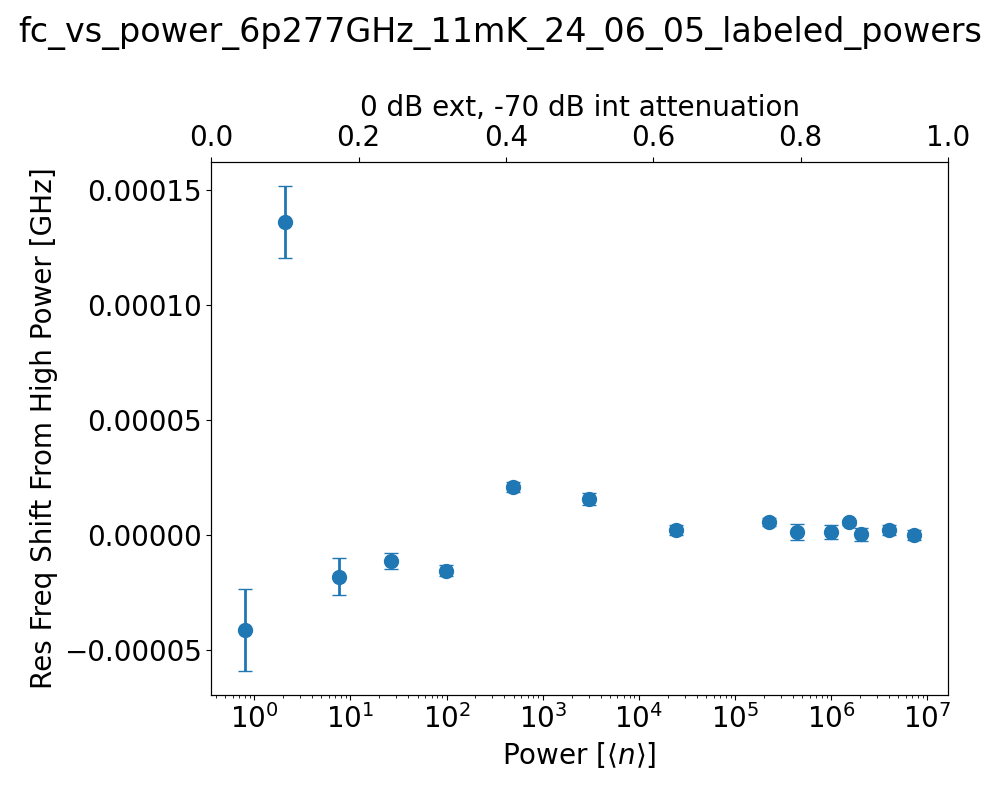 fc_vs_power_6p277GHz_11mK_24_06_05_labeled_powers
0 dB ext, -70 dB int attenuation
0.0 0.2 0.4 0.6 0.8 1.0
Res Freq Shift From High Power [GHz]
0.00015
0.00010
0.00005
0.00000
−0.00005
10⁰ 10¹ 10² 10³ 10⁴ 10⁵ 10⁶ 10⁷
Power [⟨n⟩]